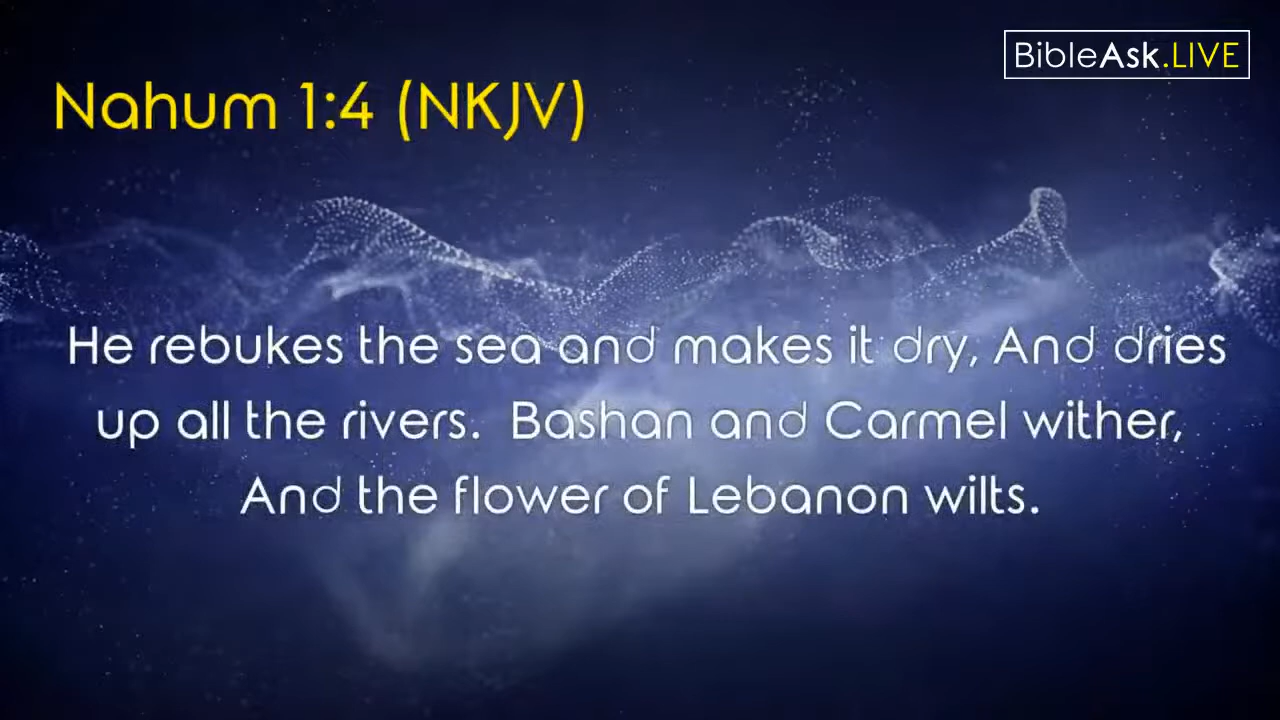 BibleAsk.LIVE
Nahum 1:4 (NKJV)
He rebukes the sea and makes it dry, And dries
up all the rivers.  Bashan and Carmel wither,
And the flower of Lebanon wilts.